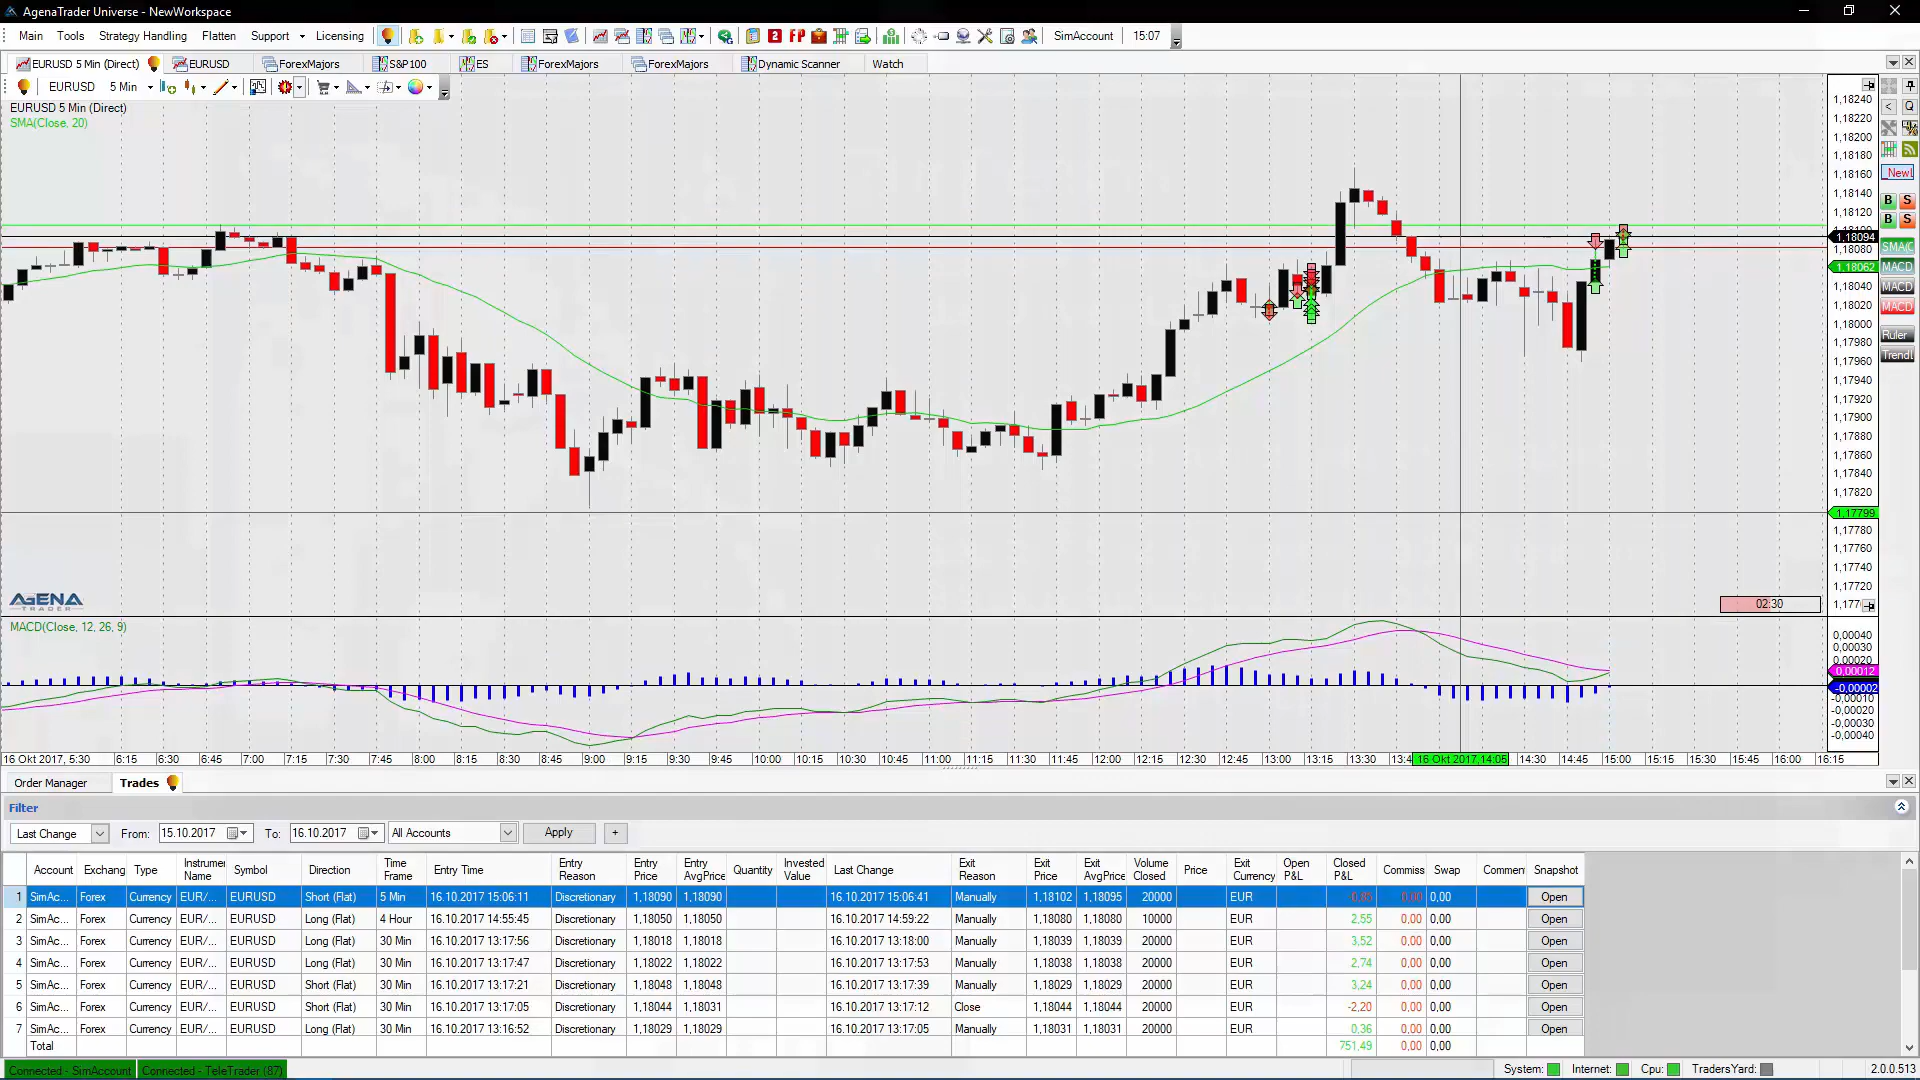 AgenaTrader Universe - NewWorkspace
Main Tools Strategy Handling Flatten Support Licensing SimAccount 15:07
EURUSD 5 Min (Direct) EURUSD ForexMajors S&P100 ES ForexMajors ForexMajors Dynamic Scanner Watch
EURUSD 5 Min
EURUSD 5 Min (Direct)
SMA(Close, 20)
1,18240
1,18220
1,18200
1,18180
1,18160
1,18140
1,18120
1,18094
1,18080
1,18062
1,18040
1,18020
1,18000
1,17980
1,17960
1,17940
1,17920
1,17900
1,17880
1,17860
1,17840
1,17820
1,17799
1,17780
1,17760
1,17740
1,17720
1,177
< Q
_NewL
B S
B S
SMA(C
MACD
MACD
MACD
Ruler
Trendl
AGENA
TRADER
02:30
MACD(Close, 12, 26, 9)
0,00040
0,00030
0,00020
0,00012
-0,00002
-0,00010
-0,00020
-0,00030
-0,00040
16 Okt 2017, 5:30 6:15 6:30 6:45 7:00 7:15 7:30 7:45 8:00 8:15 8:30 8:45 9:00 9:15 9:30 9:45 10:00 10:15 10:30 10:45 11:00 11:15 11:30 11:45 12:00 12:15 12:30 12:45 13:00 13:15 13:30 13:4 16 Okt 2017,14:05 14:30 14:45 15:00 15:15 15:30 15:45 16:00 16:15
Order Manager Trades
Filter
Last Change From: 15.10.2017 To: 16.10.2017 All Accounts Apply +
Account Exchang Type Instrumer Name Symbol Direction Time Frame Entry Time Entry Reason Entry Price Entry AvgPrice Quantity Invested Value Last Change Exit Reason Exit Price Exit AvgPrice Volume Closed Price Exit Currency Open P&L Closed P&L Commiss Swap Commen Snapshot
1 SimAc... Forex Currency EUR/... EURUSD Short (Flat) 5 Min 16.10.2017 15:06:11 Discretionary 1,18090 1,18090 16.10.2017 15:06:41 Manually 1,18102 1,18095 20000 EUR 0,00 0,00 Open
2 SimAc... Forex Currency EUR/... EURUSD Long (Flat) 4 Hour 16.10.2017 14:55:45 Discretionary 1,18050 1,18050 16.10.2017 14:59:22 Manually 1,18080 1,18080 10000 EUR 2,55 0,00 0,00 Open
3 SimAc... Forex Currency EUR/... EURUSD Long (Flat) 30 Min 16.10.2017 13:17:56 Discretionary 1,18018 1,18018 16.10.2017 13:18:00 Manually 1,18039 1,18039 20000 EUR 3,52 0,00 0,00 Open
4 SimAc... Forex Currency EUR/... EURUSD Long (Flat) 30 Min 16.10.2017 13:17:47 Discretionary 1,18022 1,18022 16.10.2017 13:17:53 Manually 1,18038 1,18038 20000 EUR 2,74 0,00 0,00 Open
5 SimAc... Forex Currency EUR/... EURUSD Short (Flat) 30 Min 16.10.2017 13:17:21 Discretionary 1,18048 1,18048 16.10.2017 13:17:39 Manually 1,18029 1,18029 20000 EUR 3,24 0,00 0,00 Open
6 SimAc... Forex Currency EUR/... EURUSD Short (Flat) 30 Min 16.10.2017 13:17:05 Discretionary 1,18044 1,18031 16.10.2017 13:17:12 Close 1,18044 1,18044 20000 EUR -2,20 0,00 0,00 Open
7 SimAc... Forex Currency EUR/... EURUSD Long (Flat) 30 Min 16.10.2017 13:16:52 Discretionary 1,18029 1,18029 16.10.2017 13:17:05 Manually 1,18031 1,18031 20000 EUR 0,36 0,00 0,00 Open
Total 751,49 0,00 0,00
Connected - SimAccount Connected - TeleTrader (87) System: Internet: Cpu: TradersYard: 2.0.0.513